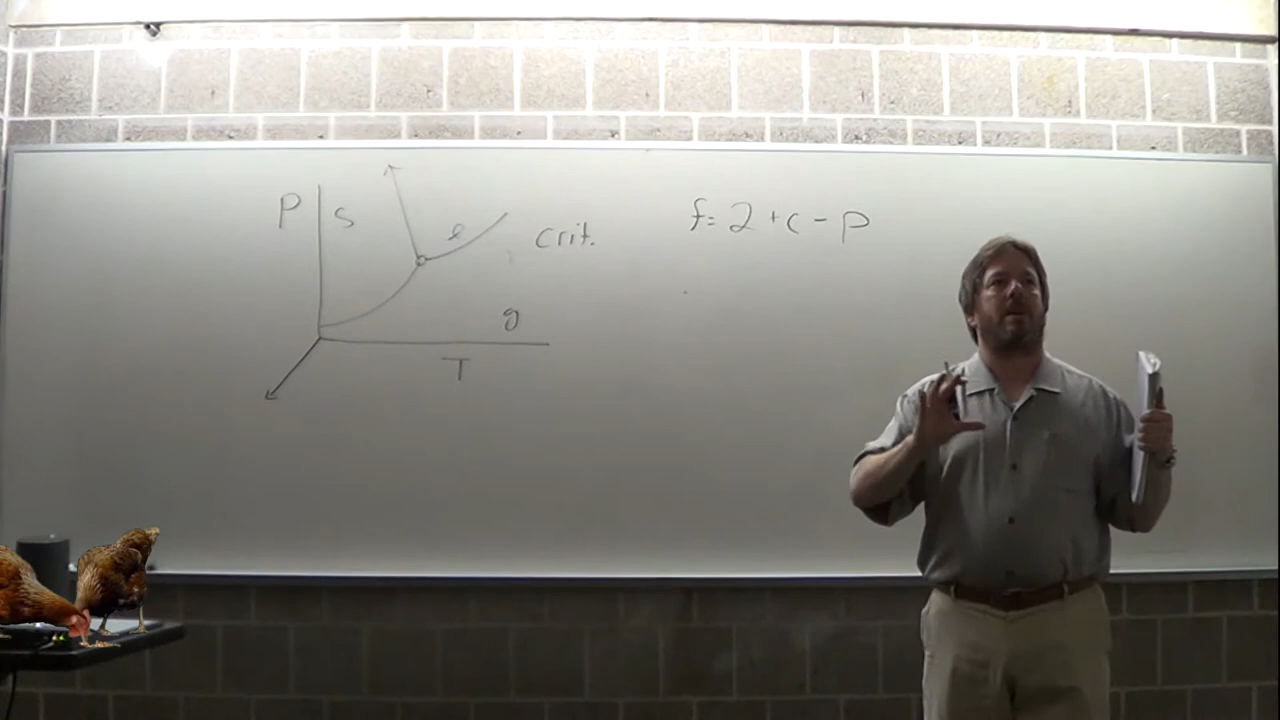 P S
l
crit.
g
T
f = 2 + c - p